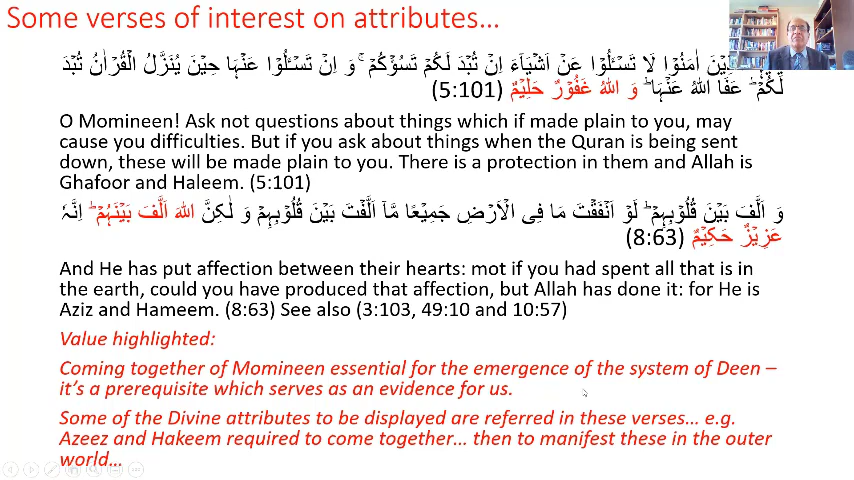 Some verses of interest on attributes…
ـِٔیۡنَ اٰمَنُوۡا لَا تَسۡـَٔلُوۡا عَنۡ اَشۡیَآءَ اِنۡ تُبۡدَ لَکُمۡ تَسُؤۡکُمۡ ۚ وَ اِنۡ تَسۡـَٔلُوۡا عَنۡہَا حِیۡنَ یُنَزَّلُ الۡقُرۡاٰنُ تُبۡدَ
لَکُمۡ ؕ عَفَا اللّٰہُ عَنۡہَا ؕ وَ اللّٰہُ غَفُوۡرٌ حَلِیۡمٌ (5:101)
O Momineen! Ask not questions about things which if made plain to you, may
cause you difficulties. But if you ask about things when the Quran is being sent
down, these will be made plain to you. There is a protection in them and Allah is
Ghafoor and Haleem. (5:101)
وَ اَلَّفَ بَیۡنَ قُلُوۡبِہِمۡ ؕ لَوۡ اَنۡفَقۡتَ مَا فِی الۡاَرۡضِ جَمِیۡعًا مَّاۤ اَلَّفۡتَ بَیۡنَ قُلُوۡبِہِمۡ وَ لٰکِنَّ اللّٰہَ اَلَّفَ بَیۡنَہُمۡ ؕ اِنَّہٗ
عَزِیۡزٌ حَکِیۡمٌ (8:63)
And He has put affection between their hearts: mot if you had spent all that is in
the earth, could you have produced that affection, but Allah has done it: for He is
Aziz and Hameem. (8:63) See also (3:103, 49:10 and 10:57)
Value highlighted:
Coming together of Momineen essential for the emergence of the system of Deen –
it's a prerequisite which serves as an evidence for us.
Some of the Divine attributes to be displayed are referred in these verses… e.g.
Azeez and Hakeem required to come together… then to manifest these in the outer
world…